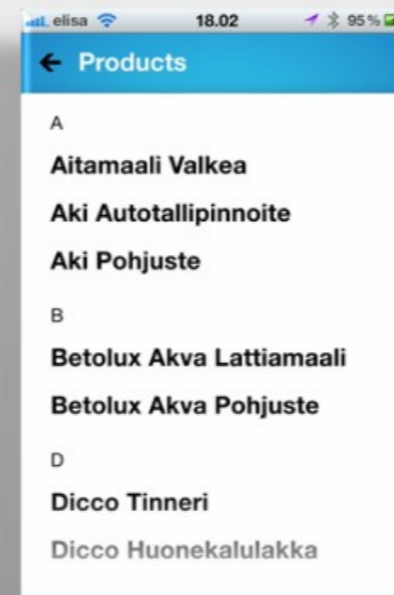 elisa 18.02 95 %
← Products
A
Aitamaali Valkea
Aki Autotallipinnoite
Aki Pohjuste
B
Betolux Akva Lattiamaali
Betolux Akva Pohjuste
D
Dicco Tinneri
Dicco Huonekalulakka